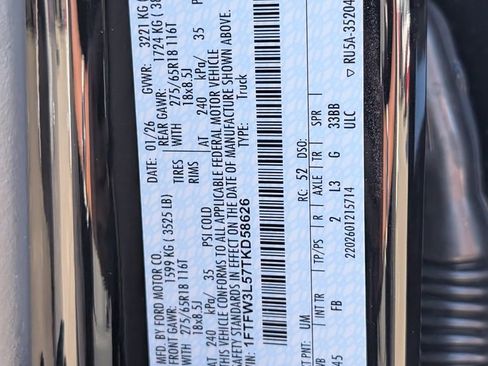 MFD. BY FORD MOTOR CO.
DATE: 01/26 GVWR: 3221 KG (
FRONT GAWR: 1599 KG ( 3525 LB) REAR GAWR: 1724 KG (
WITH 275/65R18 116T TIRES WITH 275/65R18 116T
18x8.5J RIMS 18x8.5J
AT 240 kPa/ 35 PSI COLD AT 240 kPa/ 35 P
THIS VEHICLE CONFORMS TO ALL APPLICABLE FEDERAL MOTOR VEHICLE
SAFETY STANDARDS IN EFFECT ON THE DATE OF MANUFACTURE SHOWN ABOVE.
VIN: 1FTFW3L57TKD58626
Truck
EXT PNT: UM RC: 52 DSO:
WB INT TR TP/PS R AXLE TR SPR
145 FB 2 L3 G 33BB
2202601215714 ULC
RU5A-35204